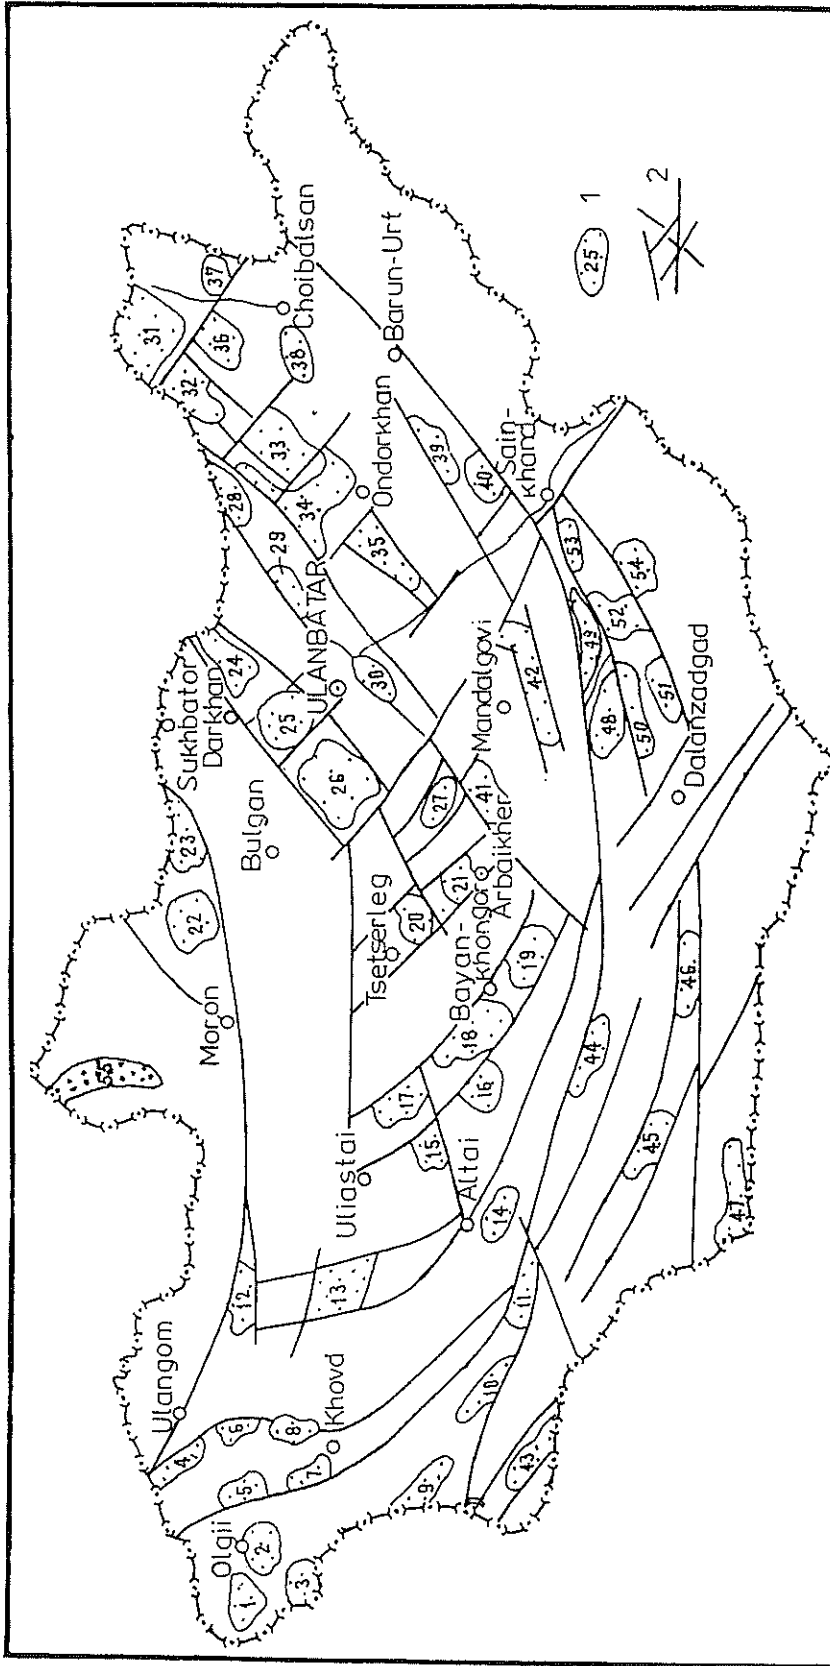 Ulangom
Olgii
Khovd
Uliastai
Altai
Moron
Tsetserleg
Bayan-
khongor
Arbaikher
Bulgan
Sukhbator
Darkhan
ULANBATAR
Mandalgovi
Dalanzadgad
Ondorkhan
Choibalsan
Barun-Urt
Sain-
khand
1
2
3
4
5
6
7
8
9
10
11
12
13
14
15
16
17
18
19
20
21
22
23
24
25
26
27
28
29
30
31
32
33
34
35
36
37
38
39
40
41
42
43
44
45
46
47
48
49
50
51
52
53
54
55
25 1
2